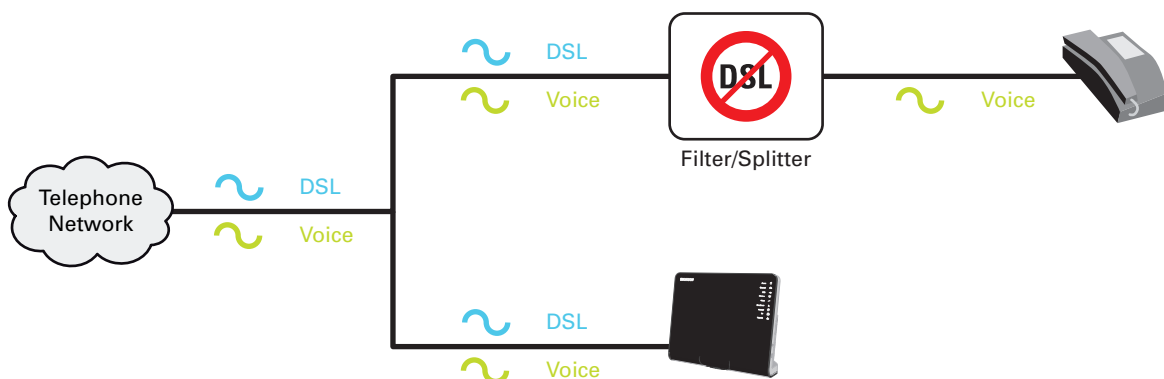 DSL
Voice
DSL
Filter/Splitter
Voice
Telephone
Network
DSL
Voice
DSL
Voice